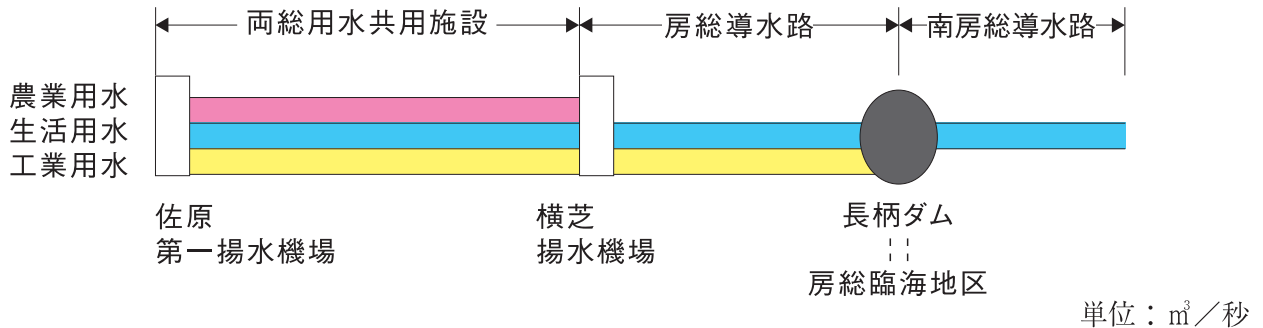 両総用水共用施設
房総導水路
南房総導水路
農業用水
生活用水
工業用水
佐原
第一揚水機場
横芝
揚水機場
長柄ダム
房総臨海地区
単位：㎥／秒